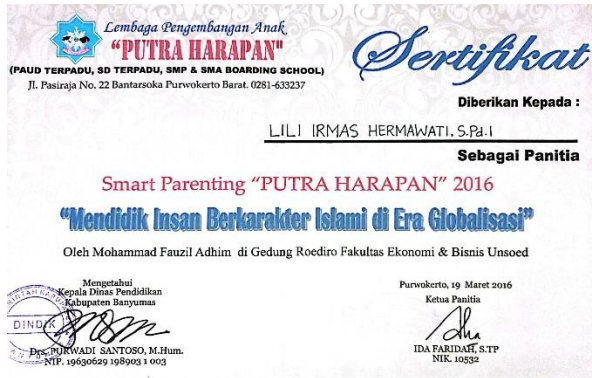 Lembaga Pengembangan Anak
"PUTRA HARAPAN"
(PAUD TERPADU, SD TERPADU, SMP & SMA BOARDING SCHOOL)
Jl. Pasiraja No. 22 Bantarsoka Purwokerto Barat. 0281-633237
Sertifikat
Diberikan Kepada :
LILI IRMAS HERMAWATI. S.Pd.I
Sebagai Panitia
Smart Parenting "PUTRA HARAPAN" 2016
"Mendidik Insan Berkarakter Islami di Era Globalisasi"
Oleh Mohammad Fauzil Adhim di Gedung Roediro Fakultas Ekonomi & Bisnis Unsoed
Mengetahui
Kepala Dinas Pendidikan
Kabupaten Banyumas
DINDIK
Drs. PURWADI SANTOSO, M.Hum.
NIP. 19630629 198903 1 003
Purwokerto, 19 Maret 2016
Ketua Panitia
IDA FARIDAH, S.TP
NIK. 10532